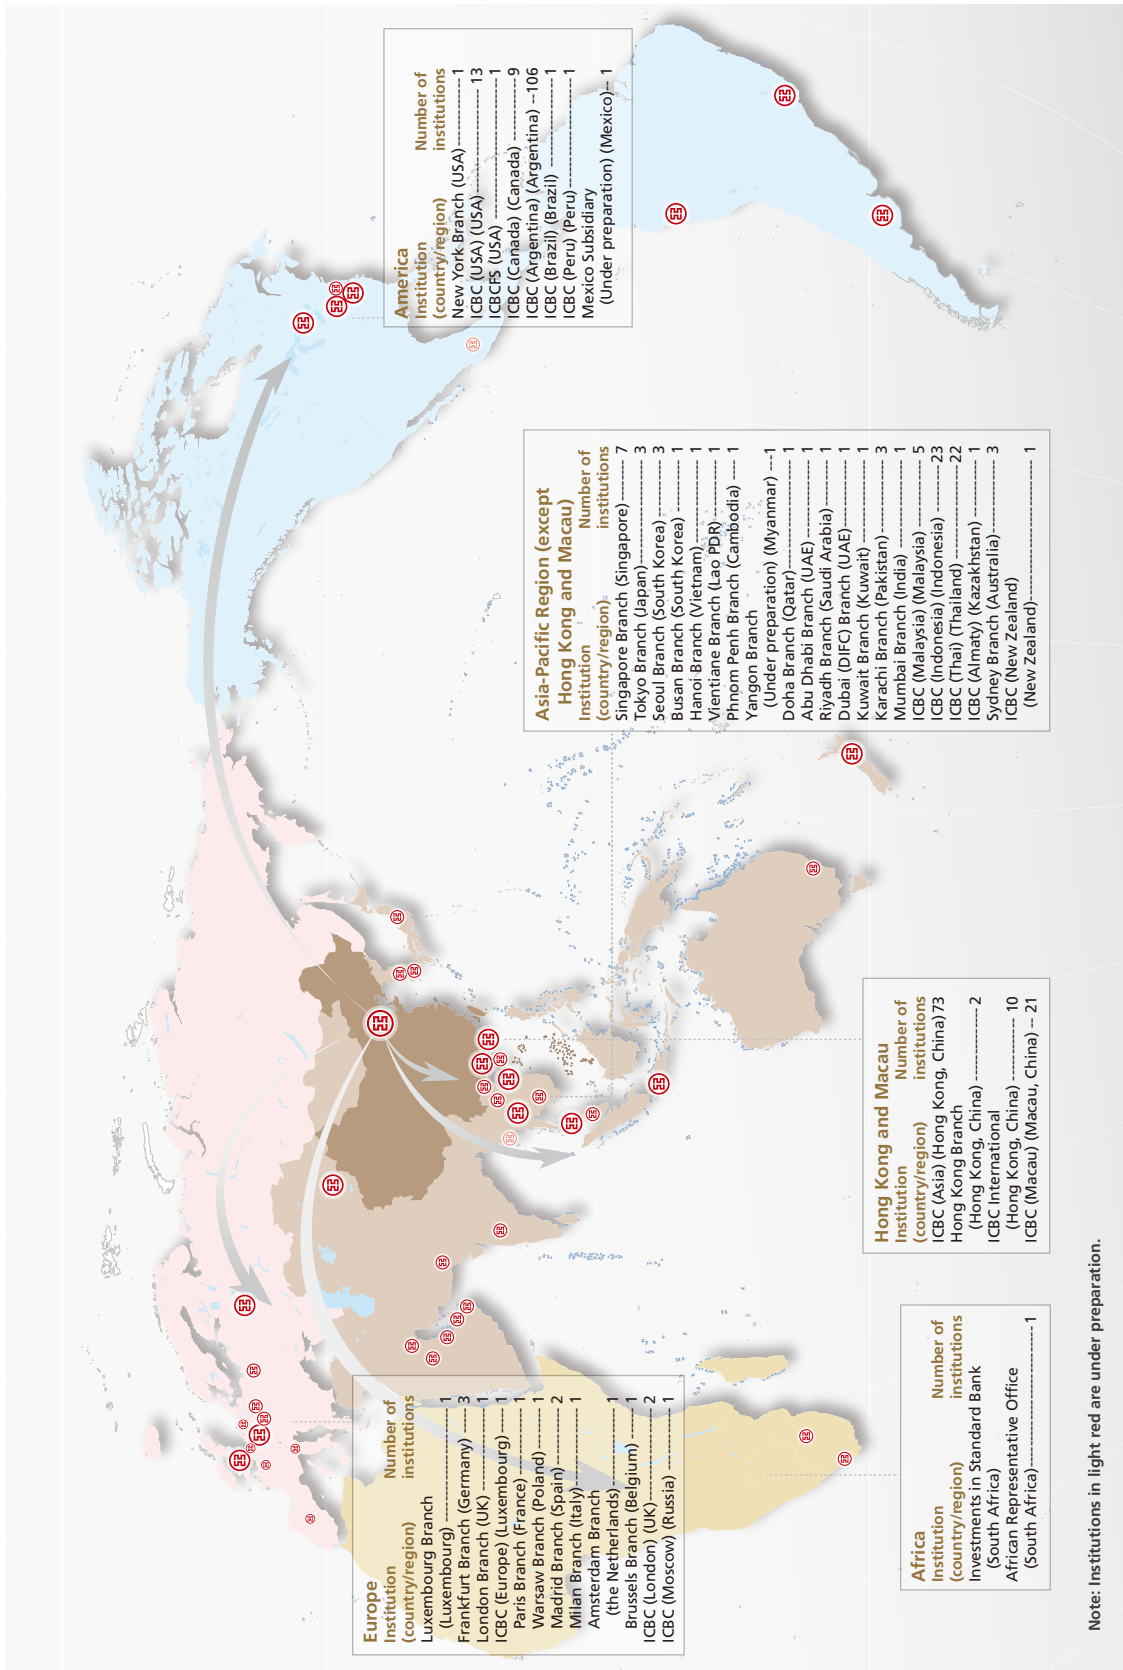 Europe
Institution Number of
(country/region) institutions
Luxembourg Branch
(Luxembourg) ---------------- 1
Frankfurt Branch (Germany) ---- 3
London Branch (UK) ------------ 1
ICBC (Europe) (Luxembourg) --- 1
Paris Branch (France) ----------- 1
Warsaw Branch (Poland) -------- 1
Madrid Branch (Spain) ---------- 2
Milan Branch (Italy) ------------- 1
Amsterdam Branch
(the Netherlands) -------------- 1
Brussels Branch (Belgium) ------ 1
ICBC (London) (UK) ------------- 2
ICBC (Moscow) (Russia) -------- 1
Africa
Institution Number of
(country/region) institutions
Investments in Standard Bank
(South Africa)
African Representative Office
(South Africa) ---------------------- 1
Hong Kong and Macau
Institution Number of
(country/region) institutions
ICBC (Asia) (Hong Kong, China) 73
Hong Kong Branch
(Hong Kong, China) -------------- 2
ICBC International
(Hong Kong, China) ------------ 10
ICBC (Macau) (Macau, China) -- 21
Asia-Pacific Region (except
Hong Kong and Macau)
Institution Number of
(country/region) institutions
Singapore Branch (Singapore) ------ 7
Tokyo Branch (Japan) --------------- 3
Seoul Branch (South Korea) -------- 3
Busan Branch (South Korea) ------- 1
Hanoi Branch (Vietnam) ------------ 1
Vientiane Branch (Lao PDR) -------- 1
Phnom Penh Branch (Cambodia) ---- 1
Yangon Branch
(Under preparation) (Myanmar) --- 1
Doha Branch (Qatar) ---------------- 1
Abu Dhabi Branch (UAE) ----------- 1
Riyadh Branch (Saudi Arabia) ------ 1
Dubai (DIFC) Branch (UAE) --------- 1
Kuwait Branch (Kuwait) ------------ 1
Karachi Branch (Pakistan) ---------- 3
Mumbai Branch (India) ------------- 1
ICBC (Malaysia) (Malaysia) --------- 5
ICBC (Indonesia) (Indonesia) ------ 23
ICBC (Thai) (Thailand) ------------- 22
ICBC (Almaty) (Kazakhstan) ------- 1
Sydney Branch (Australia) ---------- 3
ICBC (New Zealand)
(New Zealand) ----------------------- 1
America
Institution Number of
(country/region) institutions
New York Branch (USA) ------------ 1
ICBC (USA) (USA) ----------------- 13
ICBCFS (USA) ---------------------- 1
ICBC (Canada) (Canada) ---------- 9
ICBC (Argentina) (Argentina) --106
ICBC (Brazil) (Brazil) -------------- 1
ICBC (Peru) (Peru) ---------------- 1
Mexico Subsidiary
(Under preparation) (Mexico)-- 1
Note: Institutions in light red are under preparation.